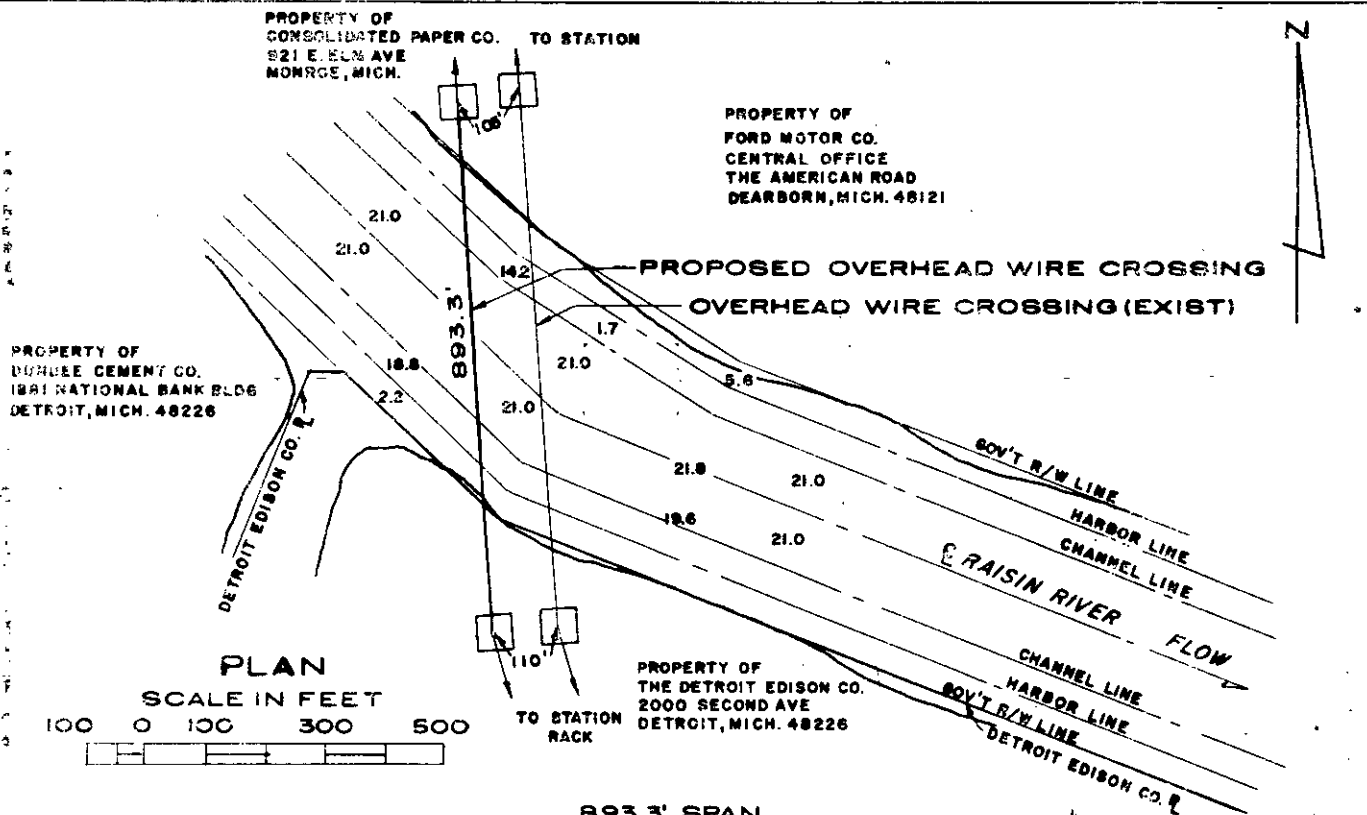 PROPERTY OF
CONSOLIDATED PAPER CO.
921 E. ELM AVE
MONROE, MICH.
TO STATION
N
108'
PROPERTY OF
FORD MOTOR CO.
CENTRAL OFFICE
THE AMERICAN ROAD
DEARBORN, MICH. 48121
21.0
21.0
14.2
PROPOSED OVERHEAD WIRE CROSSING
OVERHEAD WIRE CROSSING (EXIST)
893.3'
1.7
PROPERTY OF
DUNDEE CEMENT CO.
1881 NATIONAL BANK BLDG
DETROIT, MICH. 48226
18.8
21.0
5.6
2.2
21.0
DETROIT EDISON CO. PL
21.8
21.0
GOV'T R/W LINE
19.6
21.0
HARBOR LINE
CHANNEL LINE
CL RAISIN RIVER
FLOW
110'
PLAN
SCALE IN FEET
100 0 100 300 500
TO STATION
RACK
PROPERTY OF
THE DETROIT EDISON CO.
2000 SECOND AVE
DETROIT, MICH. 48226
CHANNEL LINE
HARBOR LINE
GOV'T R/W LINE
DETROIT EDISON CO. PL
893.3' SPAN